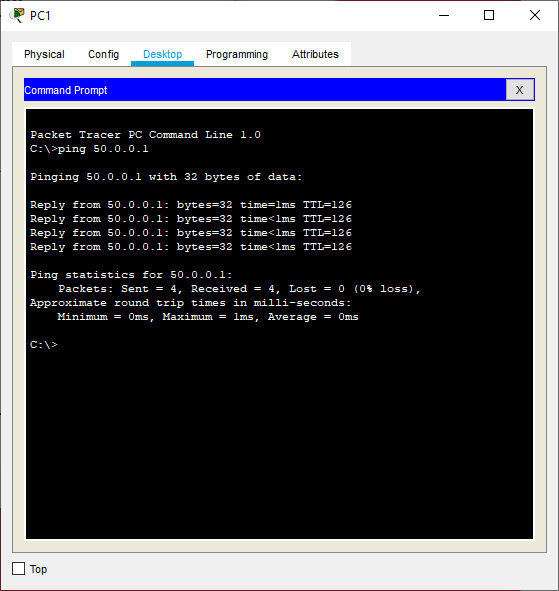 PC1
Physical Config Desktop Programming Attributes
Command Prompt X
Packet Tracer PC Command Line 1.0
C:\>ping 50.0.0.1
Pinging 50.0.0.1 with 32 bytes of data:
Reply from 50.0.0.1: bytes=32 time=1ms TTL=126
Reply from 50.0.0.1: bytes=32 time<1ms TTL=126
Reply from 50.0.0.1: bytes=32 time<1ms TTL=126
Reply from 50.0.0.1: bytes=32 time<1ms TTL=126
Ping statistics for 50.0.0.1:
    Packets: Sent = 4, Received = 4, Lost = 0 (0% loss),
Approximate round trip times in milli-seconds:
    Minimum = 0ms, Maximum = 1ms, Average = 0ms
C:\>
Top